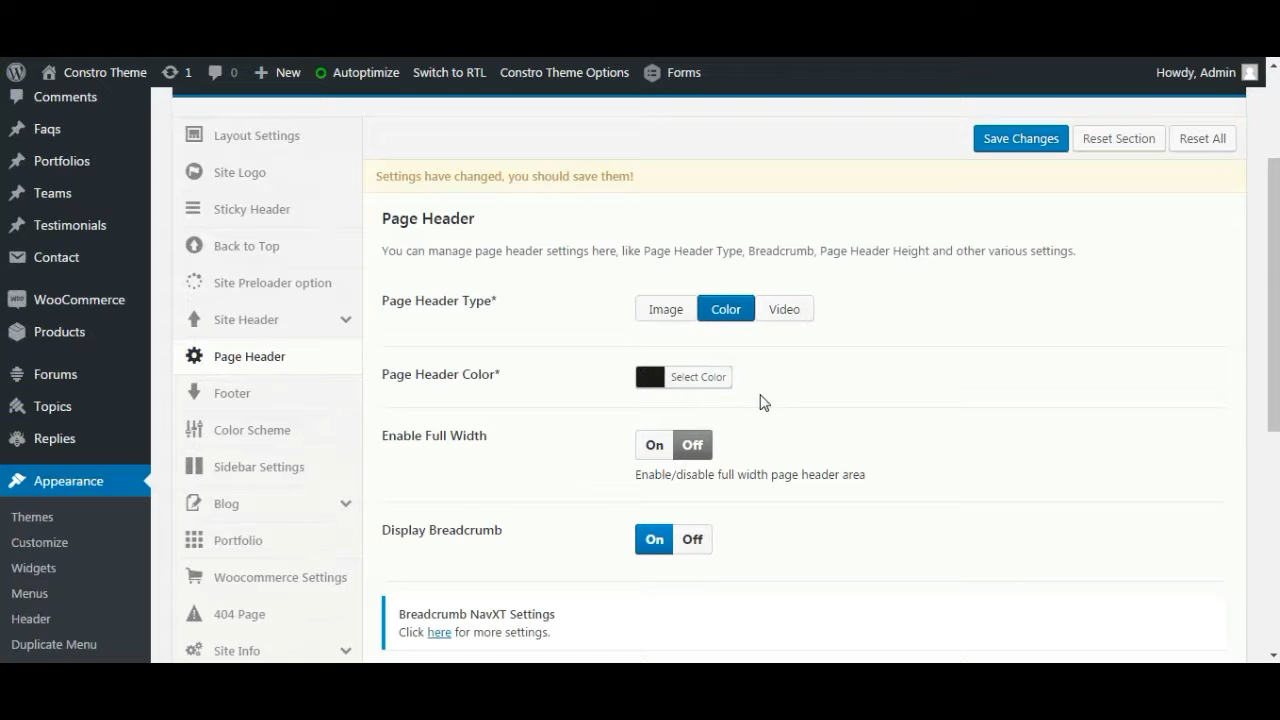 Constro Theme 1 0 New Autoptimize Switch to RTL Constro Theme Options Forms Howdy, Admin
Comments
Faqs
Portfolios
Teams
Testimonials
Contact
WooCommerce
Products
Forums
Topics
Replies
Appearance
Themes
Customize
Widgets
Menus
Header
Duplicate Menu
Layout Settings
Site Logo
Sticky Header
Back to Top
Site Preloader option
Site Header
Page Header
Footer
Color Scheme
Sidebar Settings
Blog
Portfolio
Woocommerce Settings
404 Page
Site Info
Save Changes Reset Section Reset All
Settings have changed, you should save them!
Page Header
You can manage page header settings here, like Page Header Type, Breadcrumb, Page Header Height and other various settings.
Page Header Type* Image Color Video
Page Header Color* Select Color
Enable Full Width On Off
Enable/disable full width page header area
Display Breadcrumb On Off
Breadcrumb NavXT Settings
Click here for more settings.